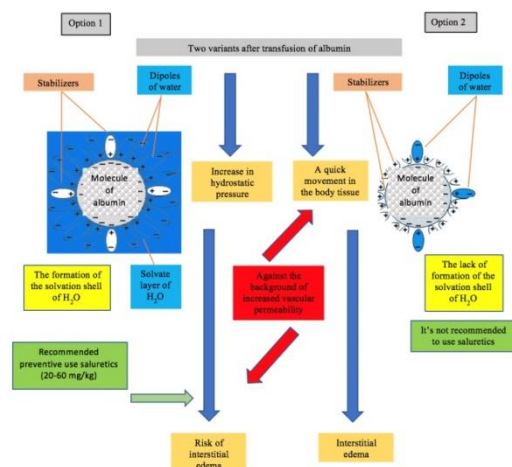 Option 1
Option 2
Two variants after transfusion of albumin
Stabilizers
Dipoles
of water
Stabilizers
Dipoles
of water
Molecule
of
albumin
Increase in
hydrostatic
pressure
A quick
movement in
the body tissue
Molecule
of
albumin
The formation of
the solvation shell
of H₂O
Solvate
layer of
H₂O
Against the
background of
increased vascular
permeability
The lack of
formation of the
solvation shell
of H₂O
It's not recommended
to use saluretics
Recommended
preventive use saluretics
(20-60 mg/kg)
Risk of
interstitial
edema
Interstitial
edema